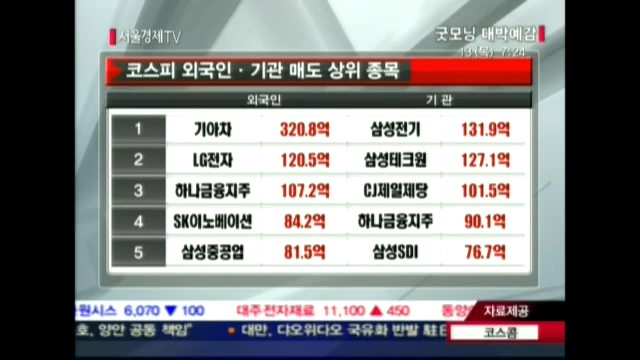 서울경제TV
굿모닝 대박예감
13(목) 7:24
코스피 외국인·기관 매도 상위 종목
외국인 기 관
1 기아차 320.8억 삼성전기 131.9억
2 LG전자 120.5억 삼성테크원 127.1억
3 하나금융지주 107.2억 CJ제일제당 101.5억
4 SK이노베이션 84.2억 하나금융지주 90.1억
5 삼성중공업 81.5억 삼성SDI 76.7억
원시스 6,070 ▼ 100 대주전자재료 11,100 ▲ 450 동양
자료제공
호, 양안 공동 책임" • 대만, 댜오위다오 국유화 반발 駐日
코스콤